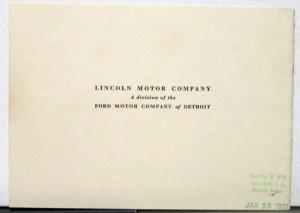 LINCOLN MOTOR COMPANY
A division of the
FORD MOTOR COMPANY of DETROIT
JAN 23